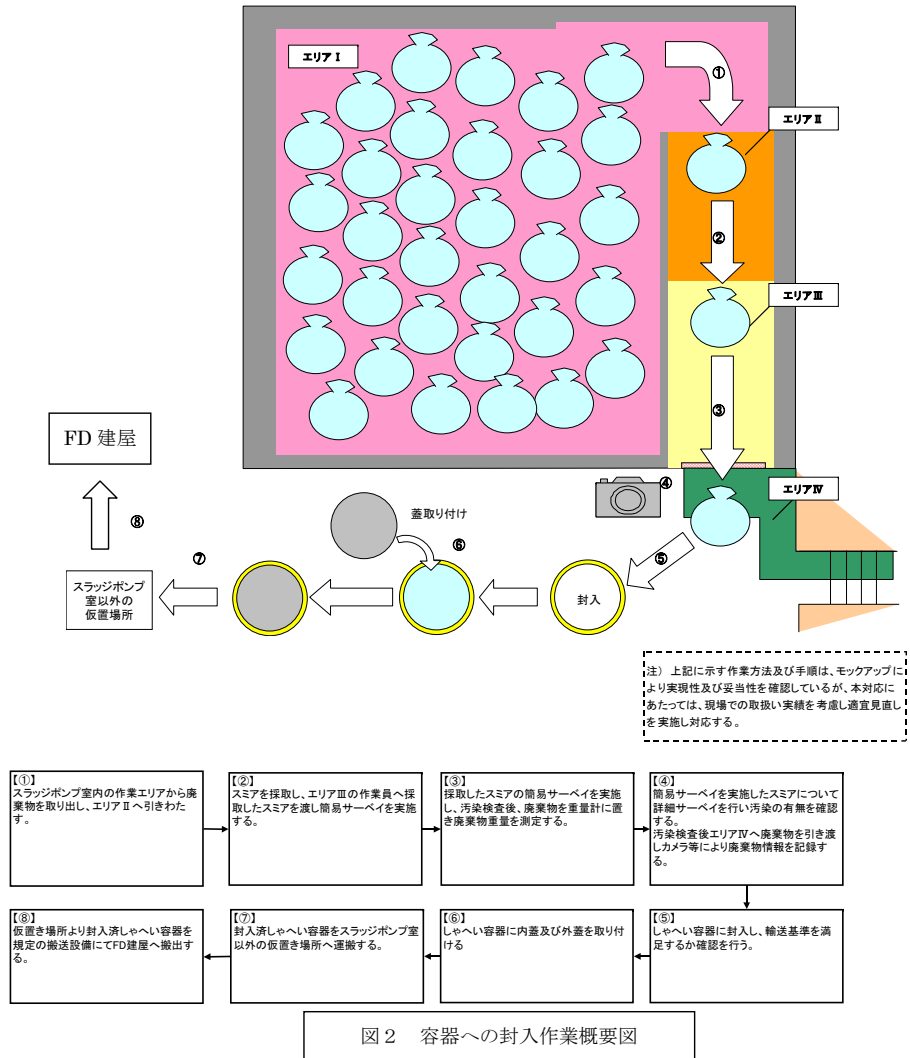 エリアⅠ
①
エリアⅡ
②
エリアⅢ
③
FD 建屋
④
エリアⅣ
⑧
蓋取り付け
⑥
⑤
⑦
スラッジポンプ
室以外の
仮置場所
封入
注) 上記に示す作業方法及び手順は、モックアップに
より実現性及び妥当性を確認しているが、本対応に
あたっては、現場での取扱い実績を考慮し適宜見直し
を実施し対応する。
【①】
スラッジポンプ室内の作業エリアから廃
棄物を取り出し、エリアⅡへ引きわた
す。
【②】
スミアを採取し、エリアⅢの作業員へ採
取したスミアを渡し簡易サーベイを実施
する。
【③】
採取したスミアの簡易サーベイを実施
し、汚染検査後、廃棄物を重量計に置
き廃棄物重量を測定する。
【④】
簡易サーベイを実施したスミアについて
詳細サーベイを行い汚染の有無を確認
する。
汚染検査後エリアⅣへ廃棄物を引き渡
しカメラ等により廃棄物情報を記録す
る。
【⑧】
仮置き場所より封入済しゃへい容器を
規定の搬送設備にてFD建屋へ搬出す
る。
【⑦】
封入済しゃへい容器をスラッジポンプ室
以外の仮置き場所へ運搬する。
【⑥】
しゃへい容器に内蓋及び外蓋を取り付
ける
【⑤】
しゃへい容器に封入し、輸送基準を満
足するか確認を行う。
図２　容器への封入作業概要図